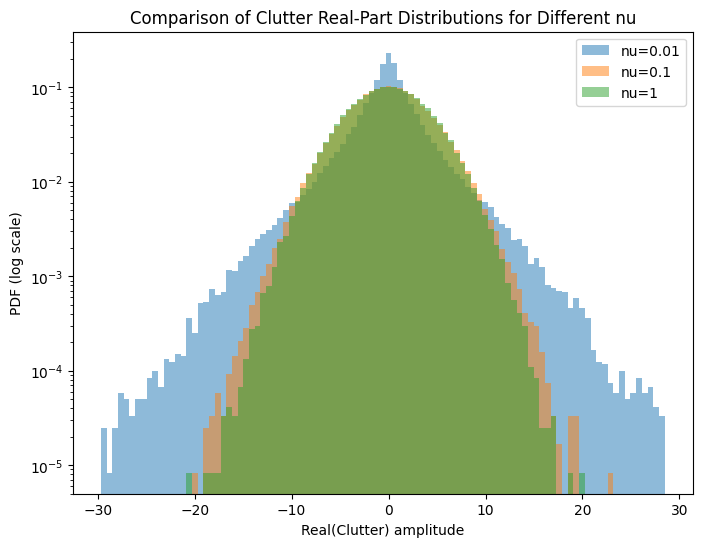 Comparison of Clutter Real-Part Distributions for Different nu
nu=0.01
nu=0.1
nu=1
PDF (log scale)
10⁻¹
10⁻²
10⁻³
10⁻⁴
10⁻⁵
−30 −20 −10 0 10 20 30
Real(Clutter) amplitude